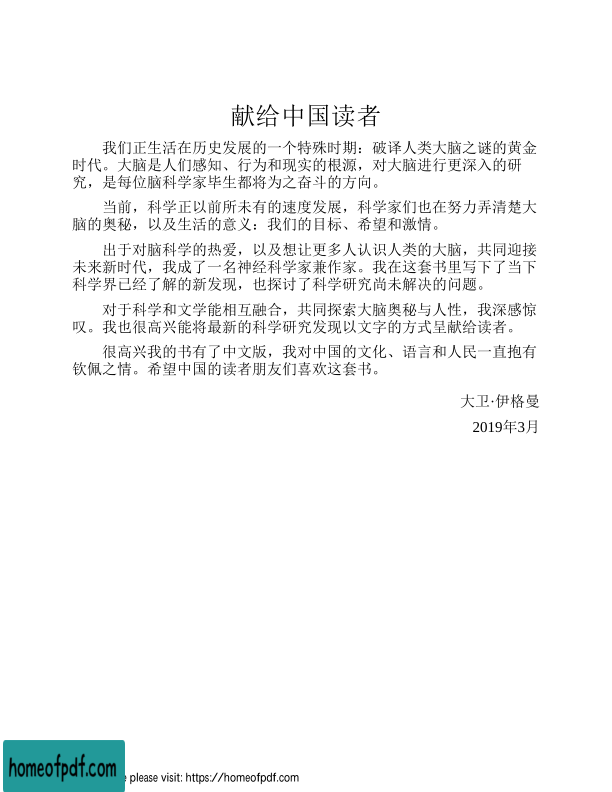 献给中国读者
我们正生活在历史发展的一个特殊时期：破译人类大脑之谜的黄金
时代。大脑是人们感知、行为和现实的根源，对大脑进行更深入的研
究，是每位脑科学家毕生都将为之奋斗的方向。
当前，科学正以前所未有的速度发展，科学家们也在努力弄清楚大
脑的奥秘，以及生活的意义：我们的目标、希望和激情。
出于对脑科学的热爱，以及想让更多人认识人类的大脑，共同迎接
未来新时代，我成了一名神经科学家兼作家。我在这套书里写下了当下
科学界已经了解的新发现，也探讨了科学研究尚未解决的问题。
对于科学和文学能相互融合，共同探索大脑奥秘与人性，我深感惊
叹。我也很高兴能将最新的科学研究发现以文字的方式呈献给读者。
很高兴我的书有了中文版，我对中国的文化、语言和人民一直抱有
钦佩之情。希望中国的读者朋友们喜欢这套书。
大卫·伊格曼
2019年3月
homeofpdf.com
please visit: https://homeofpdf.com